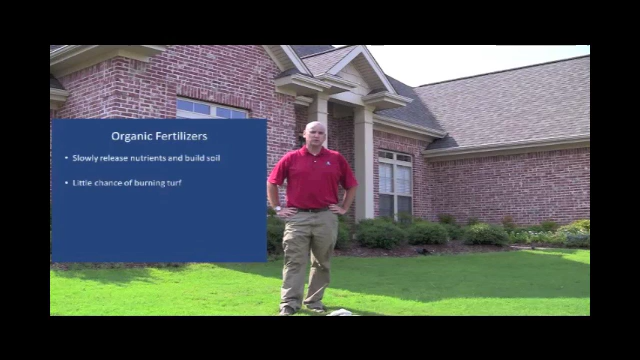 Organic Fertilizers
• Slowly release nutrients and build soil
• Little chance of burning turf